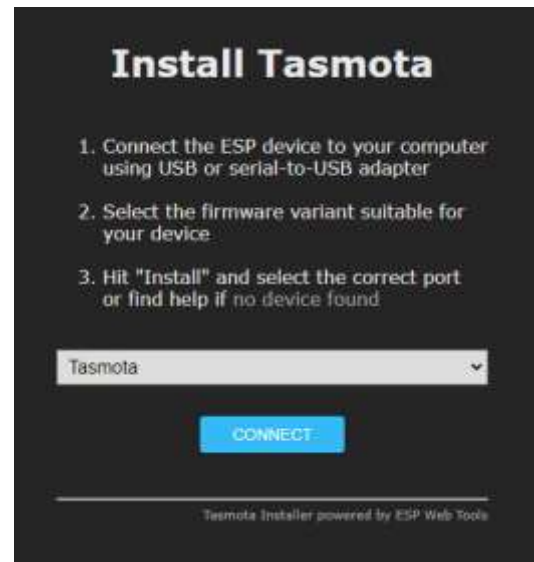 Install Tasmota
1. Connect the ESP device to your computer
using USB or serial-to-USB adapter
2. Select the firmware variant suitable for
your device
3. Hit "Install" and select the correct port
or find help if no device found
Tasmota
CONNECT
Tasmota Installer powered by ESP Web Tools